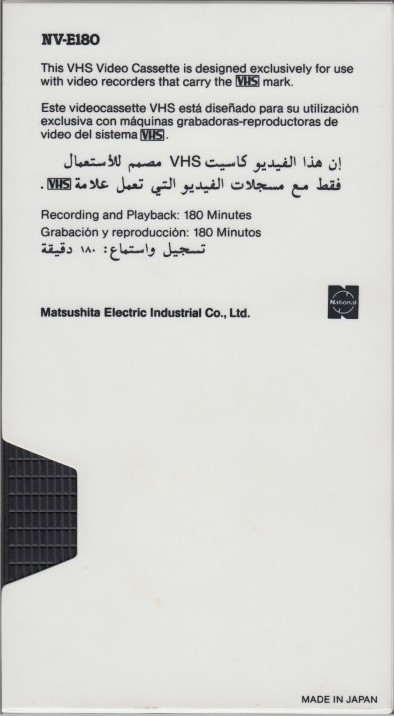 NV-E180
This VHS Video Cassette is designed exclusively for use
with video recorders that carry the VHS mark.
Este videocassette VHS está diseñado para su utilización
exclusiva con máquinas grabadoras-reproductoras de
video del sistema VHS.
إن هذا الفيديو كاسيت VHS مصمم للأستعمال
فقط مع مسجلات الفيديو التي تعمل علامة VHS.
Recording and Playback: 180 Minutes
Grabación y reproducción: 180 Minutos
تسجيل واستماع: ١٨٠ دقيقة
National
Matsushita Electric Industrial Co., Ltd.
MADE IN JAPAN